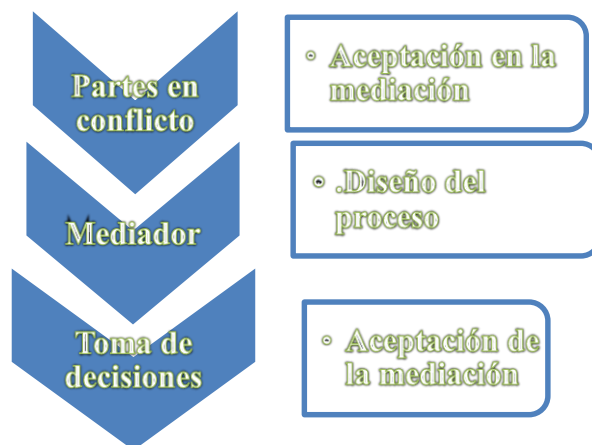 Partes en
conflicto
• Aceptación en la
mediación
Mediador
• .Diseño del
proceso
Toma de
decisiones
• Aceptación de
la mediación